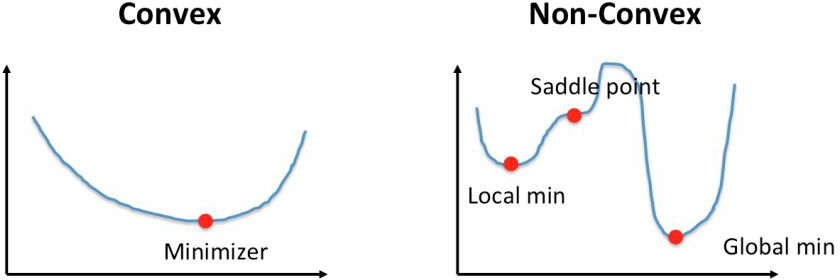 Convex
Non-Convex
Saddle point
Local min
Minimizer
Global min